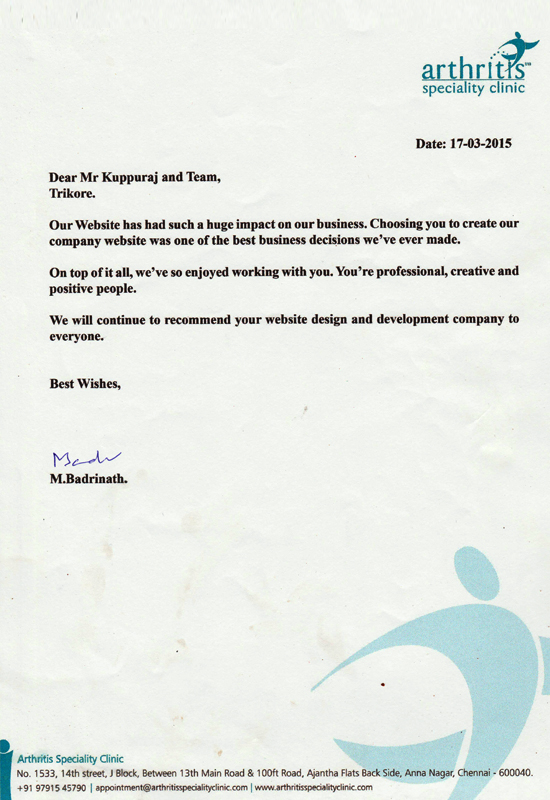 arthritis™
speciality clinic
Date: 17-03-2015
Dear Mr Kuppuraj and Team,
Trikore.
Our Website has had such a huge impact on our business. Choosing you to create our
company website was one of the best business decisions we've ever made.
On top of it all, we've so enjoyed working with you. You're professional, creative and
positive people.
We will continue to recommend your website design and development company to
everyone.
Best Wishes,
M.Badrinath.
Arthritis Speciality Clinic
No. 1533, 14th street, J Block, Between 13th Main Road & 100ft Road, Ajantha Flats Back Side, Anna Nagar, Chennai - 600040.
+91 97915 45790 | appointment@arthritisspecialityclinic.com | www.arthritisspecialityclinic.com